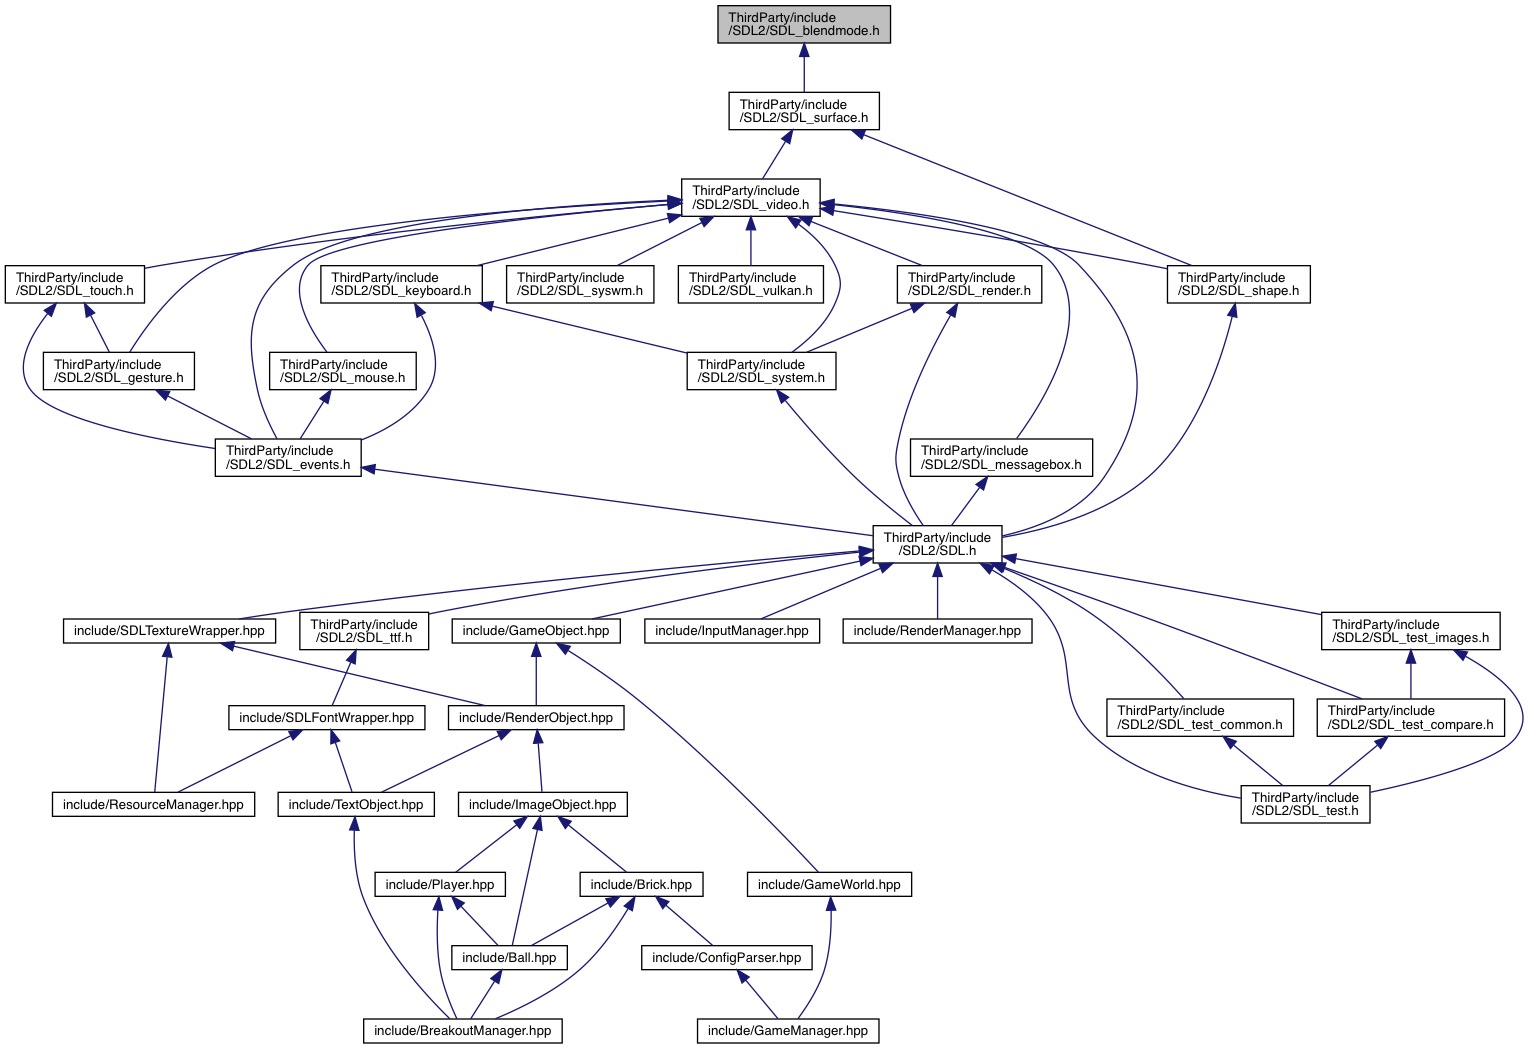 ThirdParty/include
/SDL2/SDL_blendmode.h
ThirdParty/include
/SDL2/SDL_surface.h
ThirdParty/include
/SDL2/SDL_video.h
ThirdParty/include
/SDL2/SDL_touch.h
ThirdParty/include
/SDL2/SDL_keyboard.h
ThirdParty/include
/SDL2/SDL_syswm.h
ThirdParty/include
/SDL2/SDL_vulkan.h
ThirdParty/include
/SDL2/SDL_render.h
ThirdParty/include
/SDL2/SDL_shape.h
ThirdParty/include
/SDL2/SDL_gesture.h
ThirdParty/include
/SDL2/SDL_mouse.h
ThirdParty/include
/SDL2/SDL_system.h
ThirdParty/include
/SDL2/SDL_events.h
ThirdParty/include
/SDL2/SDL_messagebox.h
ThirdParty/include
/SDL2/SDL.h
include/SDLTextureWrapper.hpp
ThirdParty/include
/SDL2/SDL_ttf.h
include/GameObject.hpp
include/InputManager.hpp
include/RenderManager.hpp
ThirdParty/include
/SDL2/SDL_test_images.h
include/SDLFontWrapper.hpp
include/RenderObject.hpp
ThirdParty/include
/SDL2/SDL_test_common.h
ThirdParty/include
/SDL2/SDL_test_compare.h
include/ResourceManager.hpp
include/TextObject.hpp
include/ImageObject.hpp
ThirdParty/include
/SDL2/SDL_test.h
include/Player.hpp
include/Brick.hpp
include/GameWorld.hpp
include/Ball.hpp
include/ConfigParser.hpp
include/BreakoutManager.hpp
include/GameManager.hpp